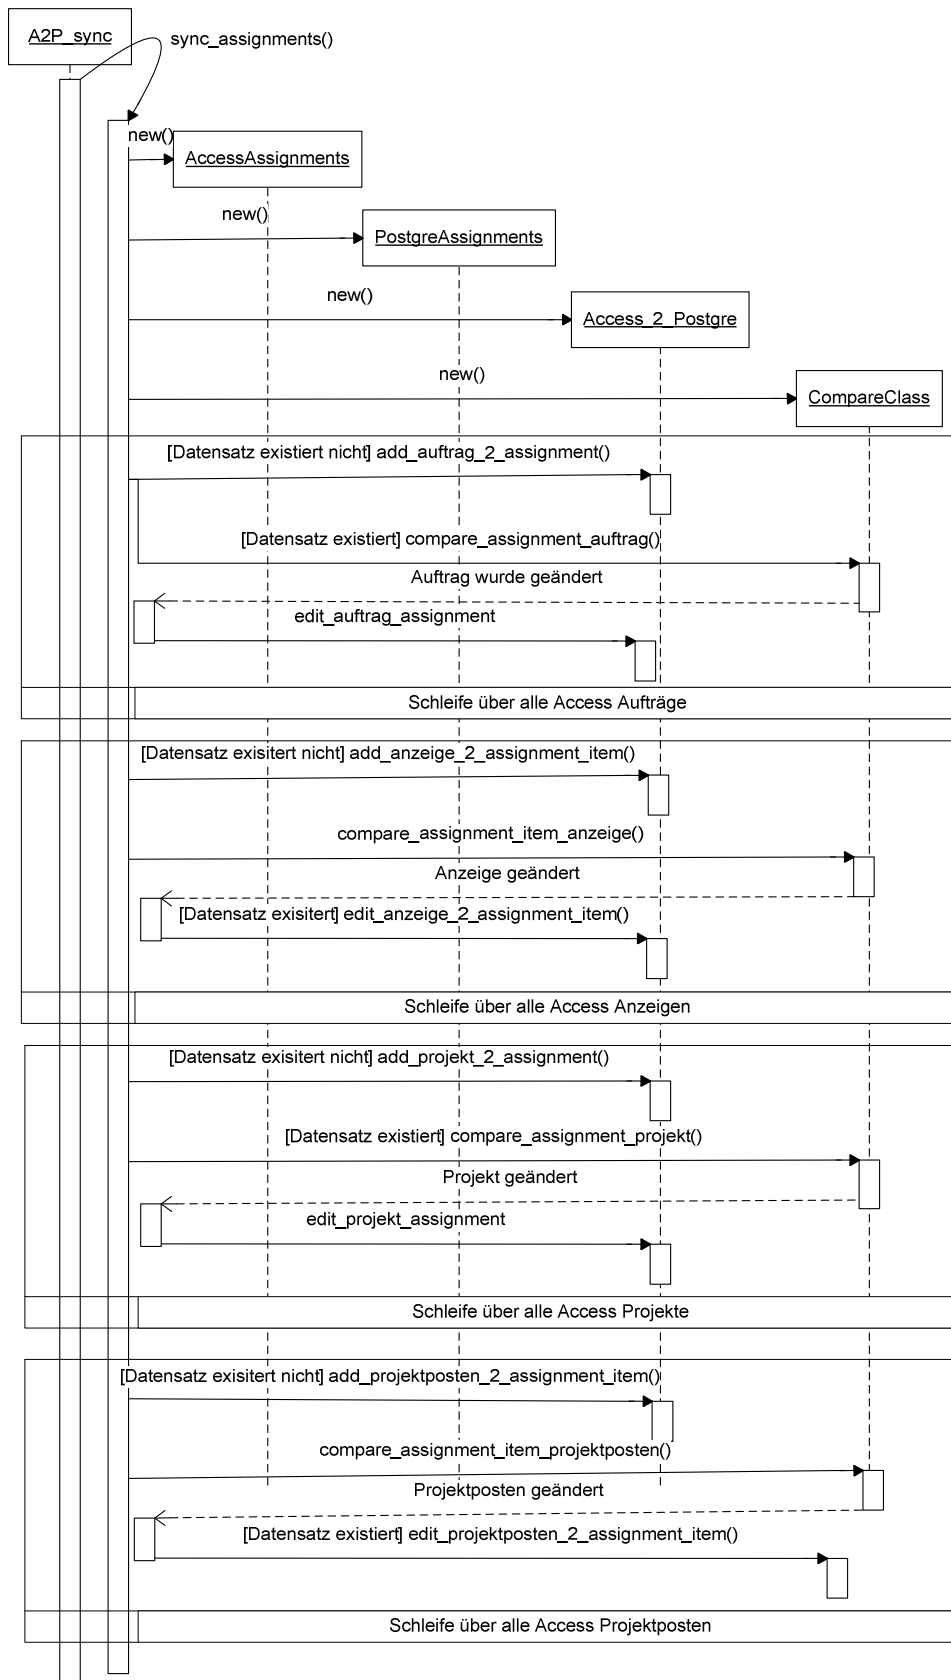 A2P_sync
sync_assignments()
new()
AccessAssignments
new()
PostgreAssignments
new()
Access_2_Postgre
new()
CompareClass
[Datensatz existiert nicht] add_auftrag_2_assignment()
[Datensatz existiert] compare_assignment_auftrag()
Auftrag wurde geändert
edit_auftrag_assignment
Schleife über alle Access Aufträge
[Datensatz exisitert nicht] add_anzeige_2_assignment_item()
compare_assignment_item_anzeige()
Anzeige geändert
[Datensatz exisitert] edit_anzeige_2_assignment_item()
Schleife über alle Access Anzeigen
[Datensatz exisitert nicht] add_projekt_2_assignment()
[Datensatz existiert] compare_assignment_projekt()
Projekt geändert
edit_projekt_assignment
Schleife über alle Access Projekte
[Datensatz exisitert nicht] add_projektposten_2_assignment_item()
compare_assignment_item_projektposten()
Projektposten geändert
[Datensatz existiert] edit_projektposten_2_assignment_item()
Schleife über alle Access Projektposten